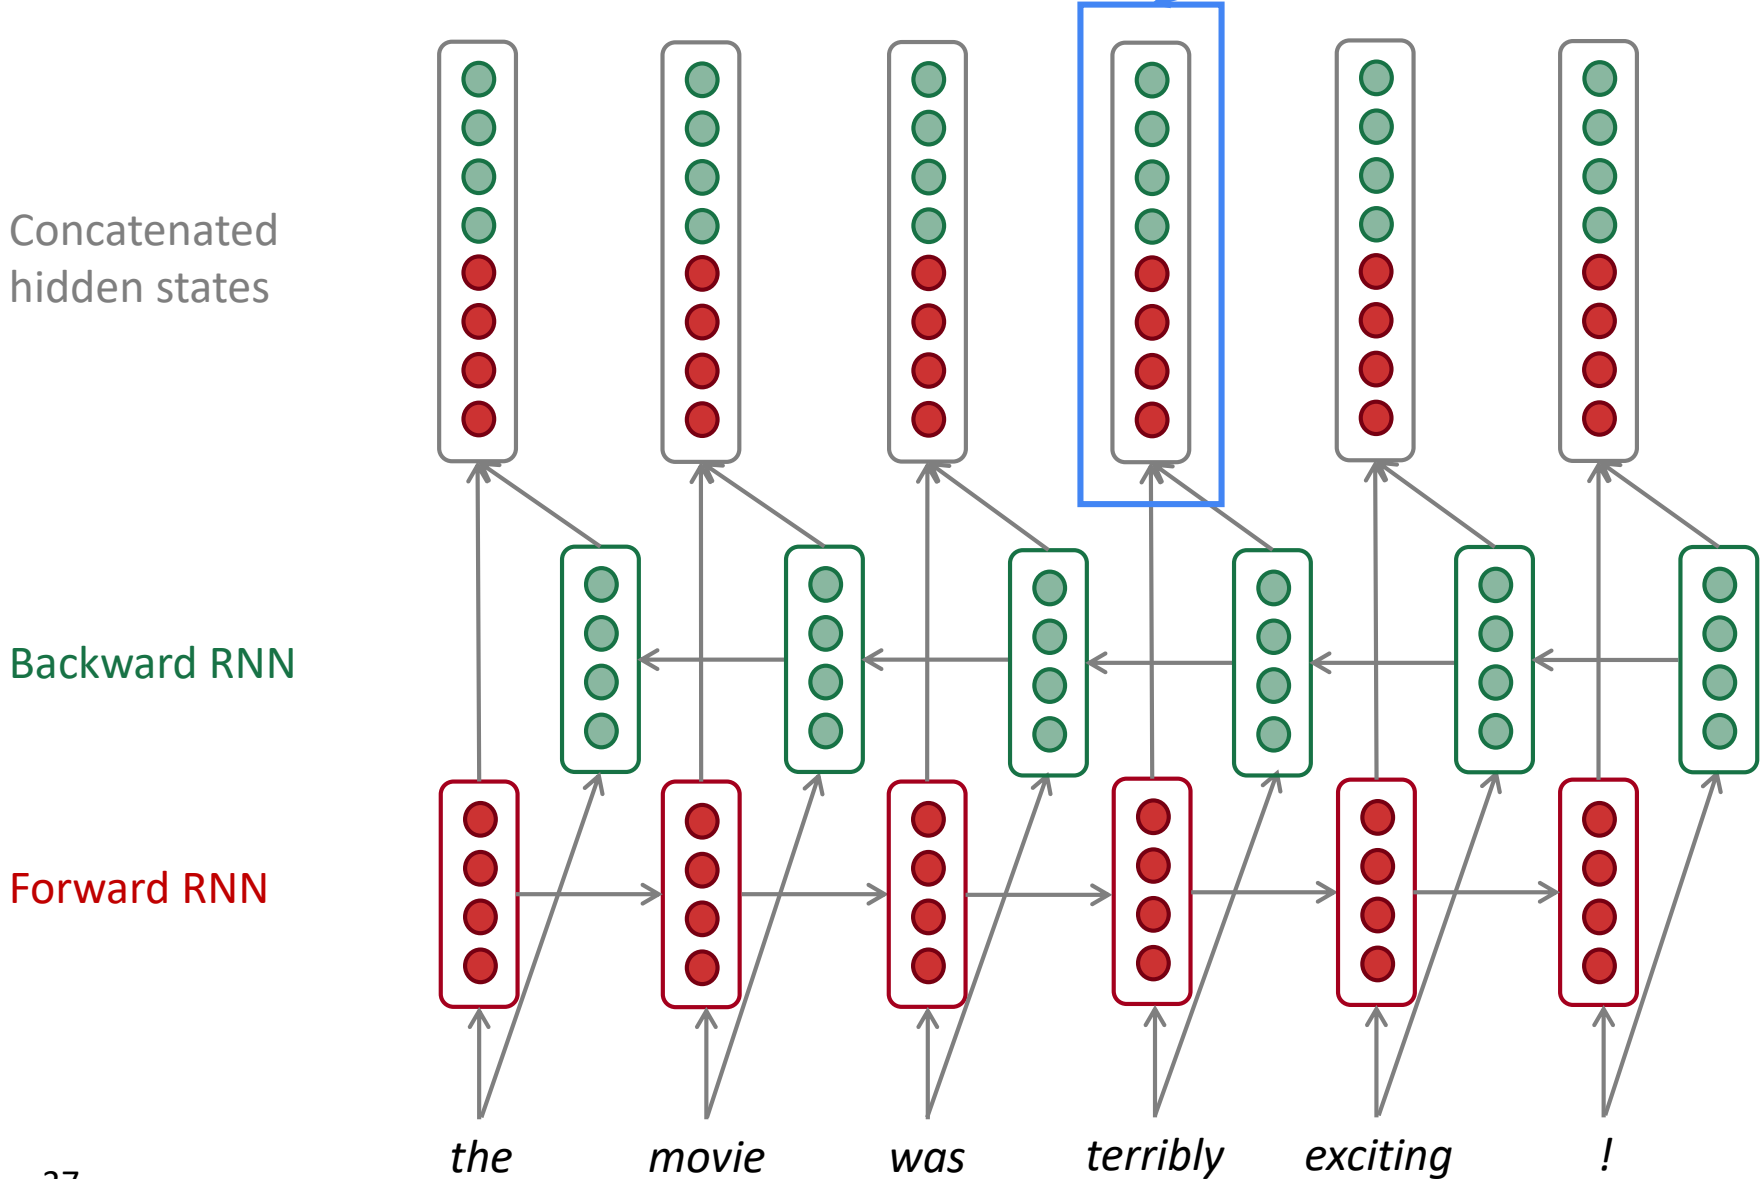 Concatenated
hidden states
Backward RNN
Forward RNN
the movie was terribly exciting !